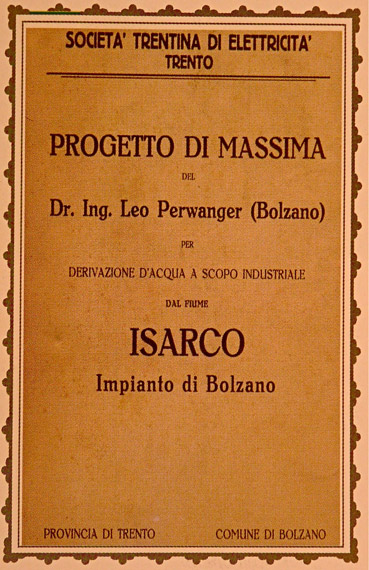 SOCIETA' TRENTINA DI ELETTRICITA'
TRENTO
PROGETTO DI MASSIMA
DEL
Dr. Ing. Leo Perwanger (Bolzano)
PER
DERIVAZIONE D'ACQUA A SCOPO INDUSTRIALE
DAL FIUME
ISARCO
Impianto di Bolzano
PROVINCIA DI TRENTO COMUNE DI BOLZANO